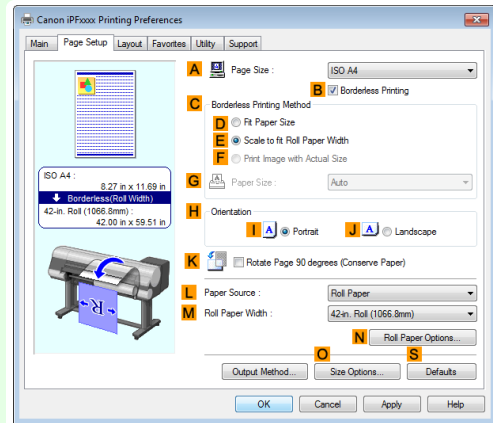 Canon iPFxxxx Printing Preferences
Main Page Setup Layout Favorites Utility Support
A Page Size : ISO A4
B Borderless Printing
C Borderless Printing Method
D Fit Paper Size
E Scale to fit Roll Paper Width
F Print Image with Actual Size
G Paper Size : Auto
ISO A4 :
8.27 in x 11.69 in
Borderless(Roll Width)
42-in. Roll (1066.8mm) :
42.00 in x 59.51 in
H Orientation
I A Portrait J A Landscape
K Rotate Page 90 degrees (Conserve Paper)
R
L Paper Source : Roll Paper
M Roll Paper Width : 42-in. Roll (1066.8mm)
N Roll Paper Options...
O S
Output Method... Size Options... Defaults
OK Cancel Apply Help